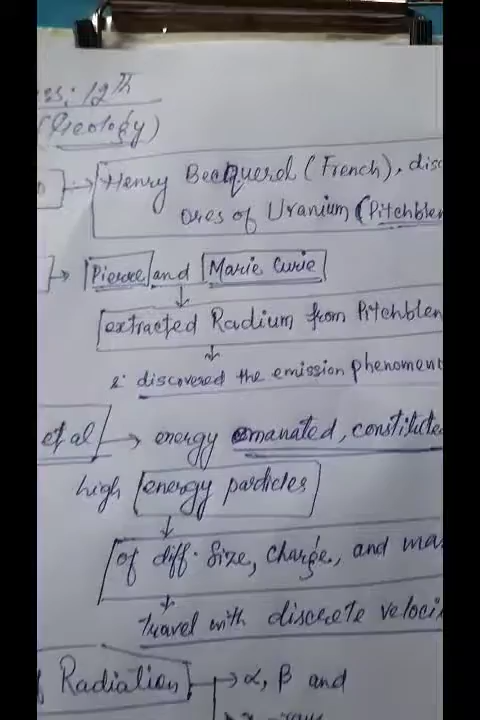 ss: 12th
(Geology)
Henry Becquerel (French), disc
ores of Uranium (Pitchblen
Pierre and Marie Curie
extracted Radium from Pitchblen
& discovered the emission phenomen
et al → energy emanated, constitute
high energy particles
of diff. Size, charge, and ma
travel with discrete veloci
Radiation → α, β and
x-ray